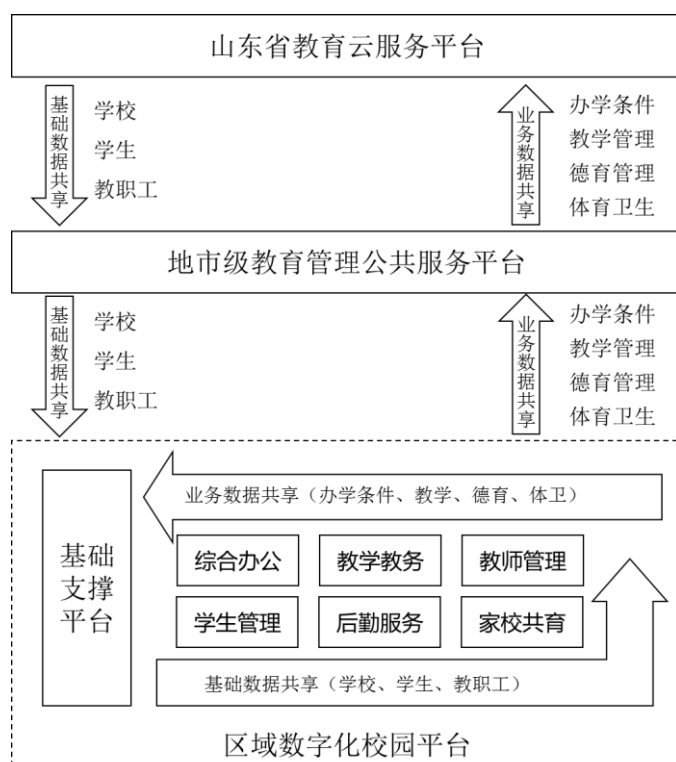 山东省教育云服务平台
基础数据共享
学校
学生
教职工
业务数据共享
办学条件
教学管理
德育管理
体育卫生
地市级教育管理公共服务平台
基础数据共享
学校
学生
教职工
业务数据共享
办学条件
教学管理
德育管理
体育卫生
基础
支撑
平台
业务数据共享（办学条件、教学、德育、体卫）
综合办公
教学教务
教师管理
学生管理
后勤服务
家校共育
基础数据共享（学校、学生、教职工）
区域数字化校园平台